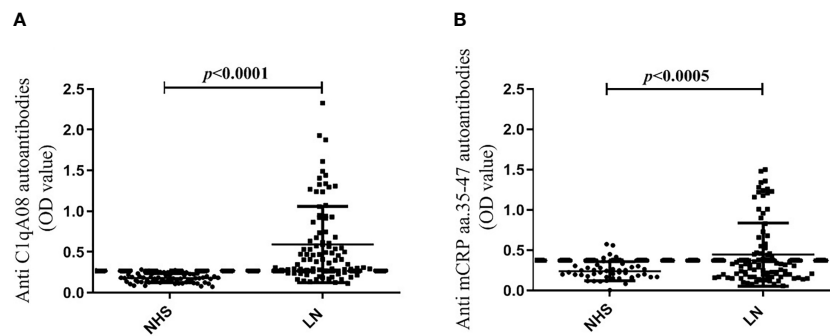 A
p<0.0001
Anti C1qA08 autoantibodies
(OD value)
2.5
2.0
1.5
1.0
0.5
0.0
NHS
LN
B
p<0.0005
Anti mCRP aa.35-47 autoantibodies
(OD value)
2.5
2.0
1.5
1.0
0.5
0.0
NHS
LN